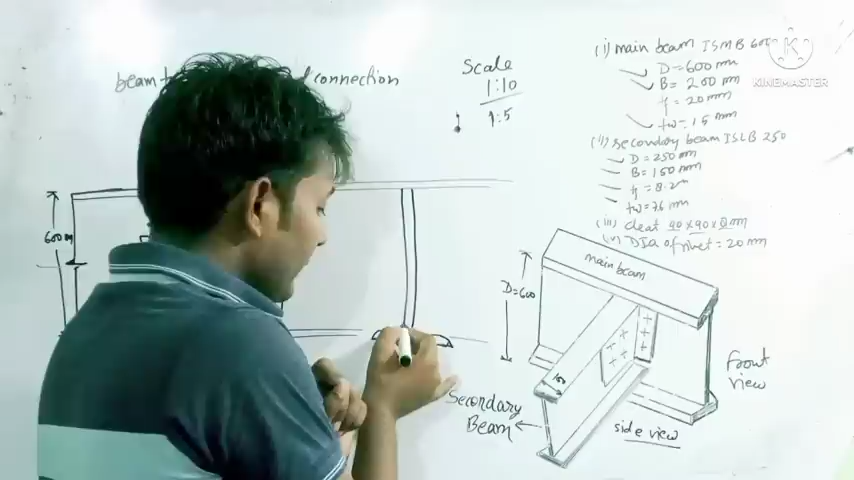 beam connection
Scale
1:10
1:5
(i) main beam ISMB 600
D = 600 mm
B = 200 mm
tf = 20 mm
tw = 15 mm
(ii) secondary beam ISLB 250
D = 250 mm
B = 150 mm
tf = 8.2m
tw = 7.6 mm
(iii) cleat 90 x 90 x 8 mm
(iv) DIA of rivet = 20 mm
KINEMASTER
600 m
main beam
D=600
150
Front
view
Secondary
Beam
side view